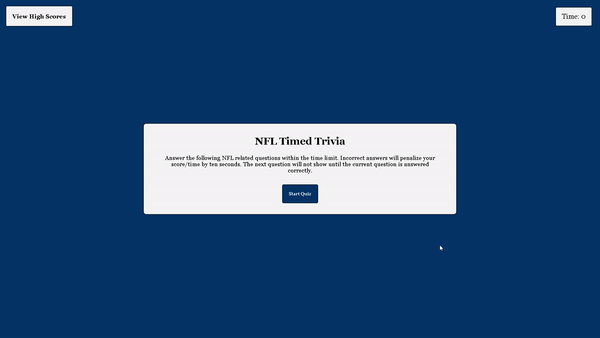 View High Scores
Time: 0
NFL Timed Trivia
Answer the following NFL related questions within the time limit. Incorrect answers will penalize your
score/time by ten seconds. The next question will not show until the current question is answered
correctly.
Start Quiz